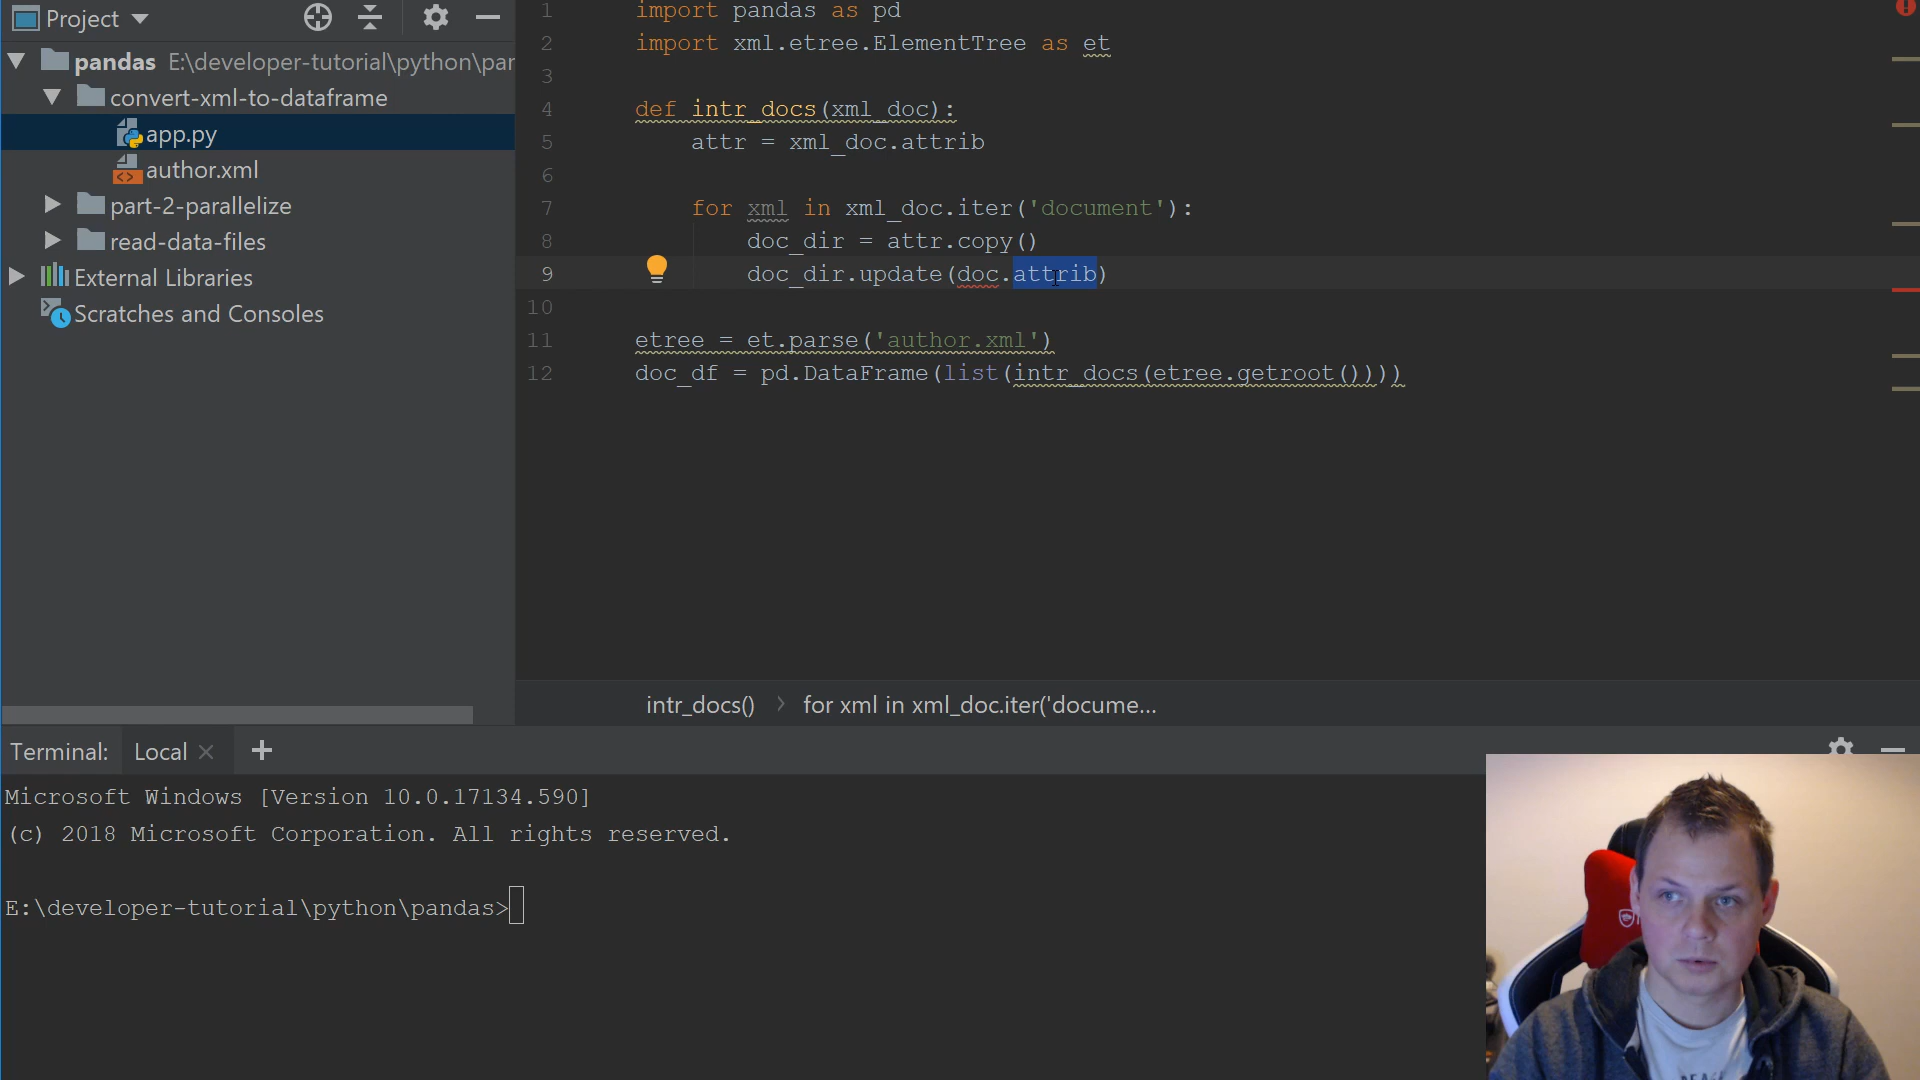 Project
pandas E:\developer-tutorial\python\par
convert-xml-to-dataframe
app.py
author.xml
part-2-parallelize
read-data-files
External Libraries
Scratches and Consoles
1 import pandas as pd
2 import xml.etree.ElementTree as et
3
4 def intr_docs(xml_doc):
5 attr = xml_doc.attrib
6
7 for xml in xml_doc.iter('document'):
8 doc_dir = attr.copy()
9 doc_dir.update(doc.attrib)
10
11 etree = et.parse('author.xml')
12 doc_df = pd.DataFrame(list(intr_docs(etree.getroot())))
intr_docs() › for xml in xml_doc.iter('docume...
Terminal: Local × +
Microsoft Windows [Version 10.0.17134.590]
(c) 2018 Microsoft Corporation. All rights reserved.
E:\developer-tutorial\python\pandas>